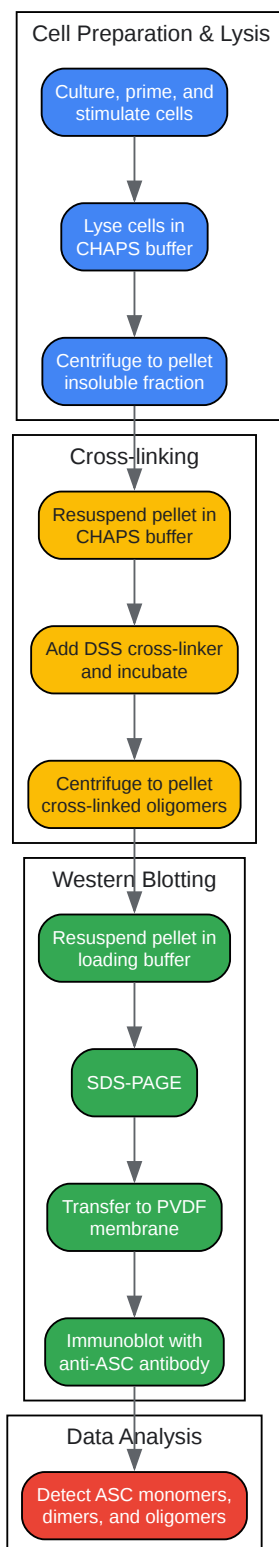 Cell Preparation & Lysis
Culture, prime, and
stimulate cells
Lyse cells in
CHAPS buffer
Centrifuge to pellet
insoluble fraction
Cross-linking
Resuspend pellet in
CHAPS buffer
Add DSS cross-linker
and incubate
Centrifuge to pellet
cross-linked oligomers
Western Blotting
Resuspend pellet in
loading buffer
SDS-PAGE
Transfer to PVDF
membrane
Immunoblot with
anti-ASC antibody
Data Analysis
Detect ASC monomers,
dimers, and oligomers